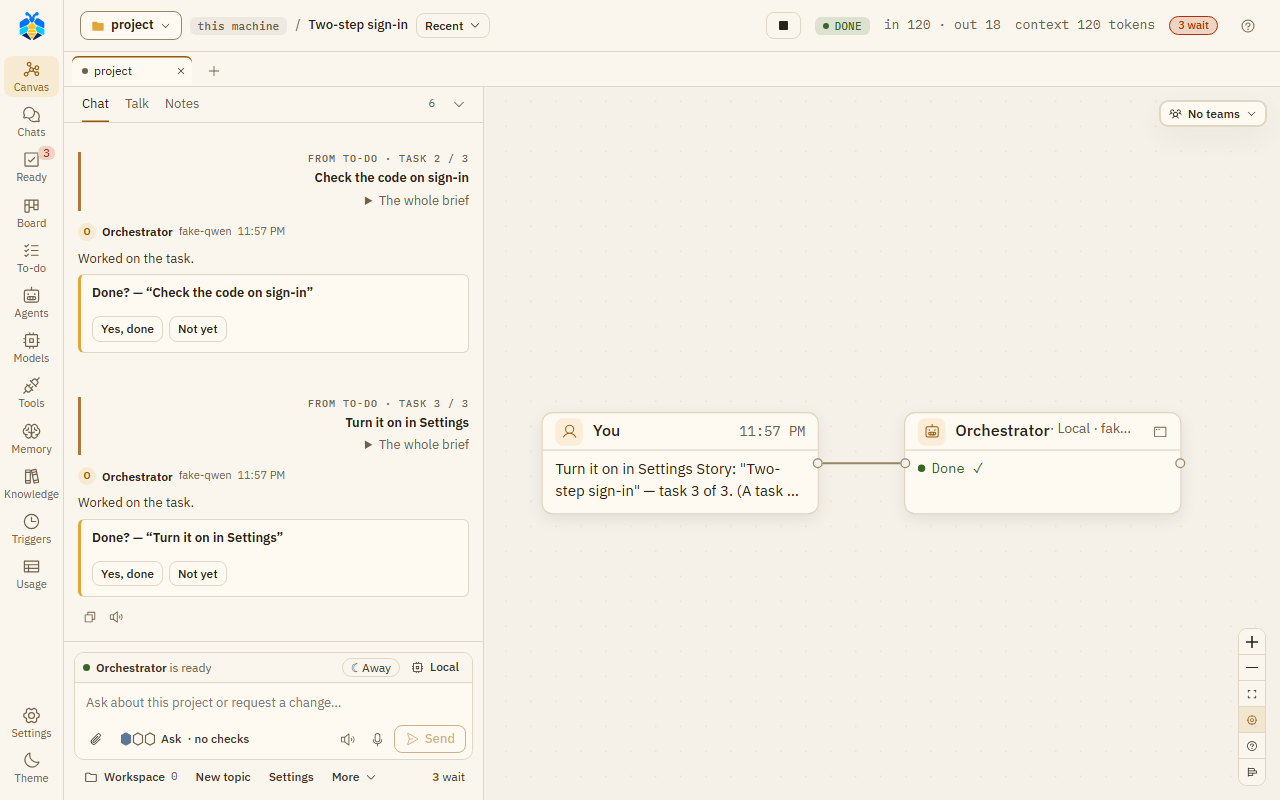 project
this machine
/
Two-step sign-in
Recent
DONE
in 120 · out 18
context 120 tokens
3 wait
Canvas
Chats
3
Ready
Board
To-do
Agents
Models
Tools
Memory
Knowledge
Triggers
Usage
Settings
Theme
project
Chat
Talk
Notes
6
FROM TO-DO · TASK 2 / 3
Check the code on sign-in
The whole brief
O
Orchestrator fake-qwen 11:57 PM
Worked on the task.
Done? — “Check the code on sign-in”
Yes, done
Not yet
FROM TO-DO · TASK 3 / 3
Turn it on in Settings
The whole brief
O
Orchestrator fake-qwen 11:57 PM
Worked on the task.
Done? — “Turn it on in Settings”
Yes, done
Not yet
Orchestrator is ready
Away
Local
Ask about this project or request a change...
Ask · no checks
Send
Workspace 0
New topic
Settings
More
3 wait
No teams
You
11:57 PM
Turn it on in Settings Story: "Two-
step sign-in" — task 3 of 3. (A task ...
Orchestrator · Local · fak...
Done ✓